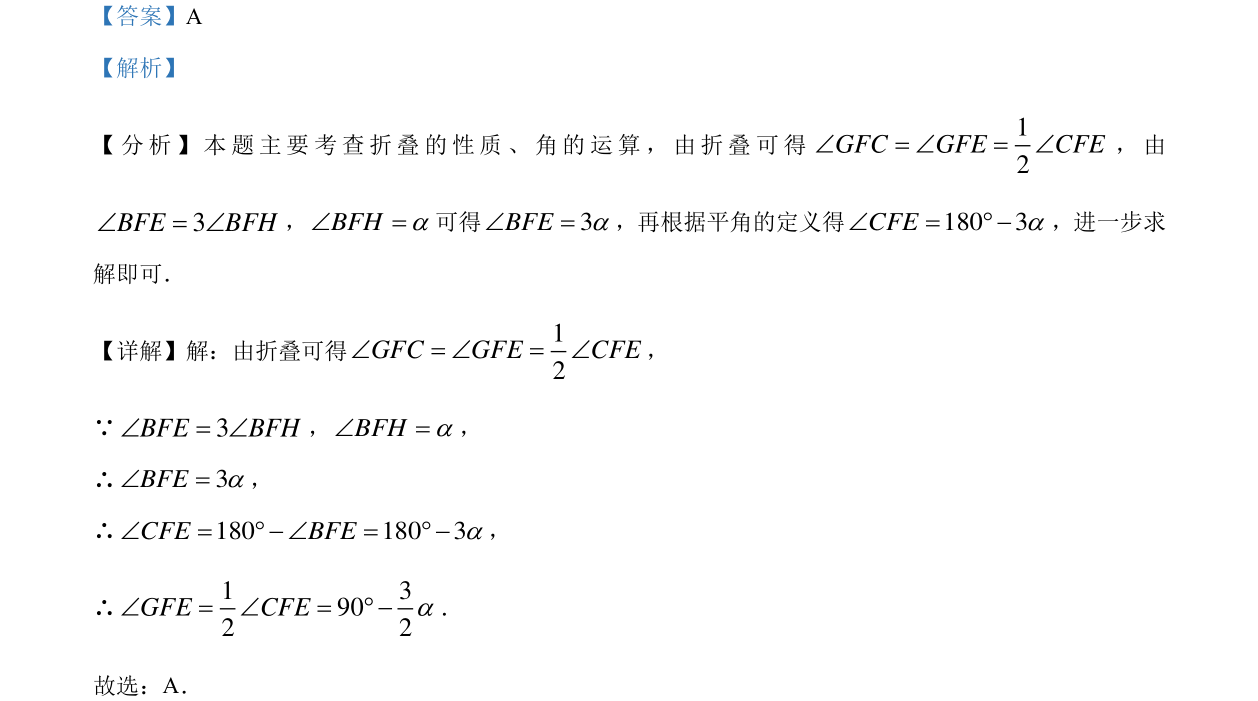 【答案】A
【解析】
【分析】本题主要考查折叠的性质、角的运算，由折叠可得∠GFC = ∠GFE = 1/2 ∠CFE，由
∠BFE = 3∠BFH，∠BFH = α 可得∠BFE = 3α，再根据平角的定义得∠CFE = 180° − 3α，进一步求
解即可．
【详解】解：由折叠可得∠GFC = ∠GFE = 1/2 ∠CFE，
∵∠BFE = 3∠BFH，∠BFH = α，
∴∠BFE = 3α，
∴∠CFE = 180° − ∠BFE = 180° − 3α，
∴∠GFE = 1/2 ∠CFE = 90° − 3/2 α．
故选：A．